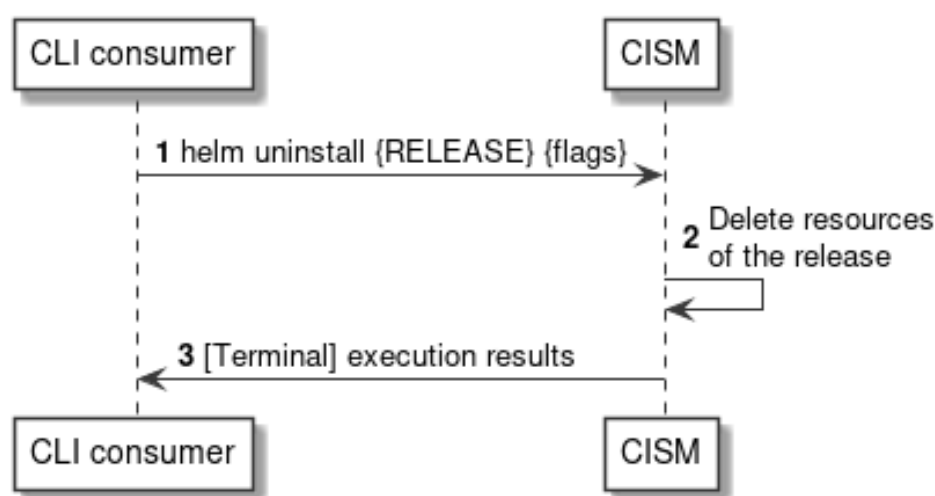 CLI consumer
CISM
1 helm uninstall {RELEASE} {flags}
2 Delete resources
of the release
3 [Terminal] execution results
CLI consumer
CISM